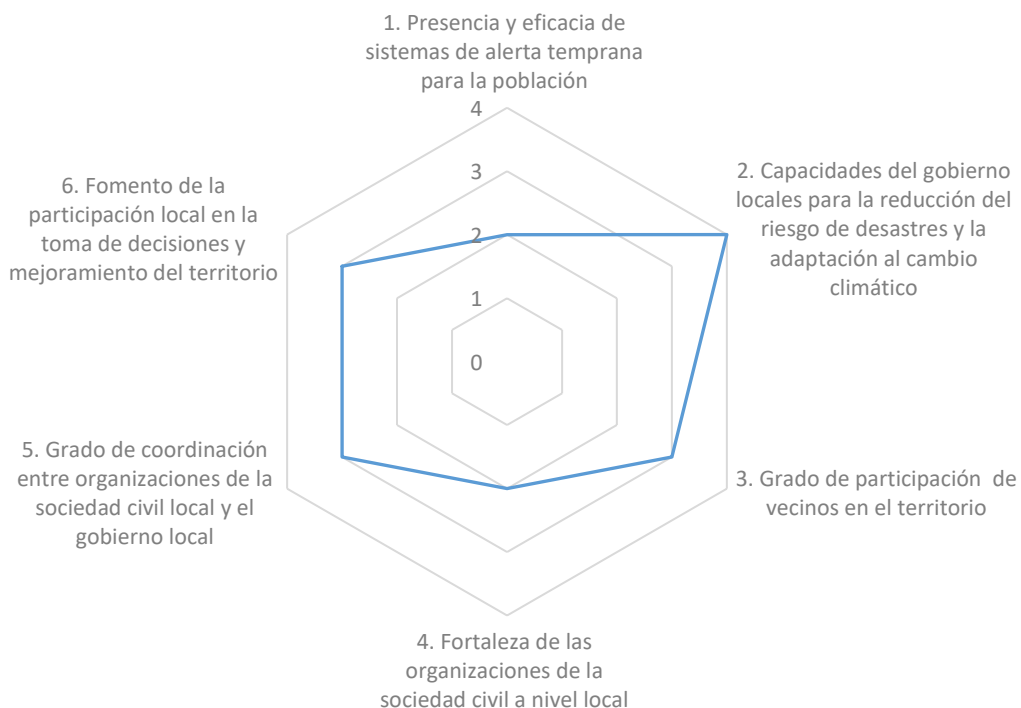 1. Presencia y eficacia de
sistemas de alerta temprana
para la población
4
3
2
1
0
2. Capacidades del gobierno
locales para la reducción del
riesgo de desastres y la
adaptación al cambio
climático
3. Grado de participación  de
vecinos en el territorio
4. Fortaleza de las
organizaciones de la
sociedad civil a nivel local
5. Grado de coordinación
entre organizaciones de la
sociedad civil local y el
gobierno local
6. Fomento de la
participación local en la
toma de decisiones y
mejoramiento del territorio